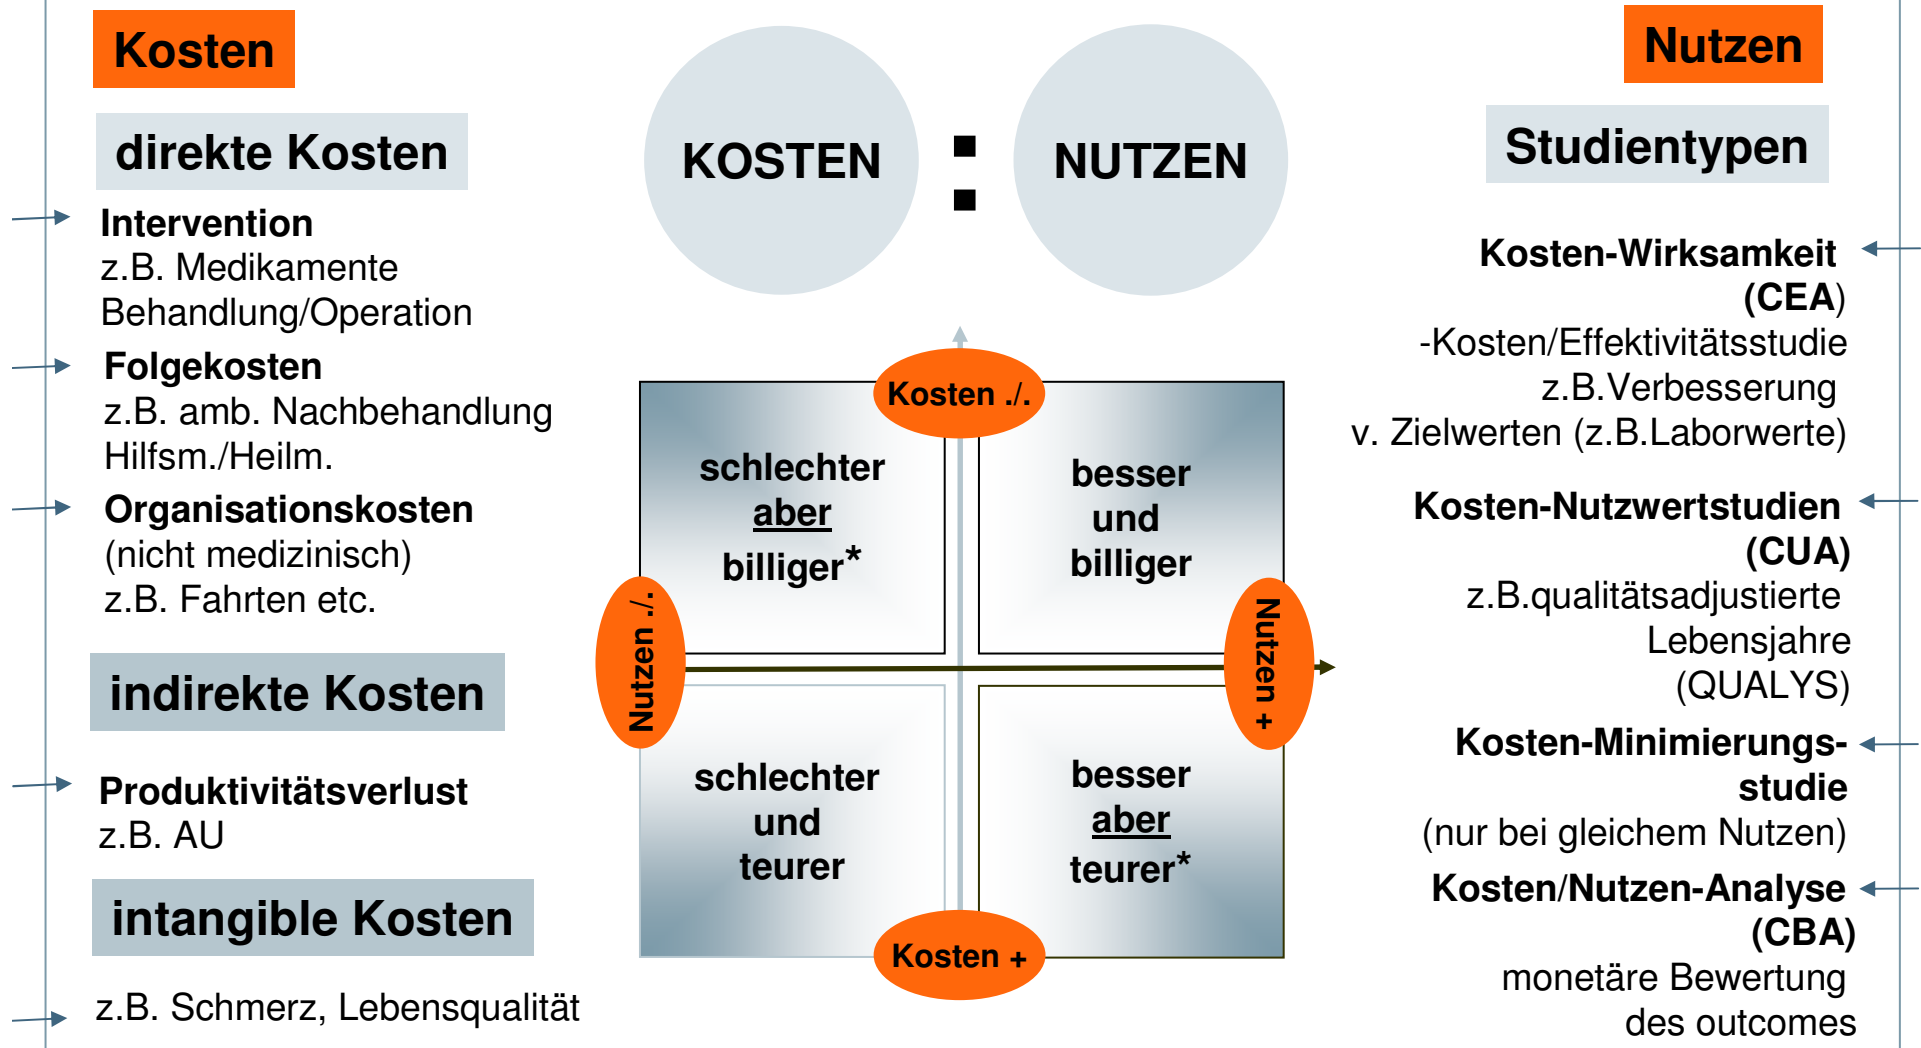 Kosten
direkte Kosten
Intervention
z.B. Medikamente
Behandlung/Operation
Folgekosten
z.B. amb. Nachbehandlung
Hilfsm./Heilm.
Organisationskosten
(nicht medizinisch)
z.B. Fahrten etc.
indirekte Kosten
Produktivitätsverlust
z.B. AU
intangible Kosten
z.B. Schmerz, Lebensqualität
KOSTEN : NUTZEN
Kosten ./.
schlechter
aber
billiger*
besser
und
billiger
Nutzen ./.
Nutzen +
schlechter
und
teurer
besser
aber
teurer*
Kosten +
Nutzen
Studientypen
Kosten-Wirksamkeit
(CEA)
-Kosten/Effektivitätsstudie
z.B.Verbesserung
v. Zielwerten (z.B.Laborwerte)
Kosten-Nutzwertstudien
(CUA)
z.B.qualitätsadjustierte
Lebensjahre
(QUALYS)
Kosten-Minimierungs-
studie
(nur bei gleichem Nutzen)
Kosten/Nutzen-Analyse
(CBA)
monetäre Bewertung
des outcomes